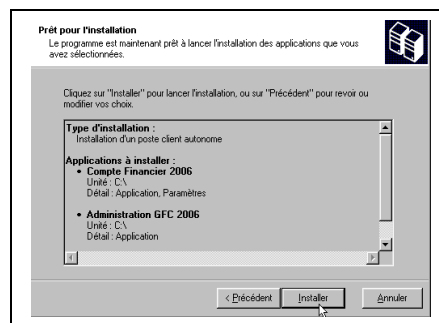 Prêt pour l'installation
Le programme est maintenant prêt à lancer l'installation des applications que vous
avez sélectionnées.
Cliquez sur "Installer" pour lancer l'installation, ou sur "Précédent" pour revoir ou
modifier vos choix.
Type d'installation :
Installation d'un poste client autonome
Applications à installer :
• Compte Financier 2006
Unité : C:\
Détail : Application, Paramètres
• Administration GFC 2006
Unité : C:\
Détail : Application
< Précédent
Installer
Annuler